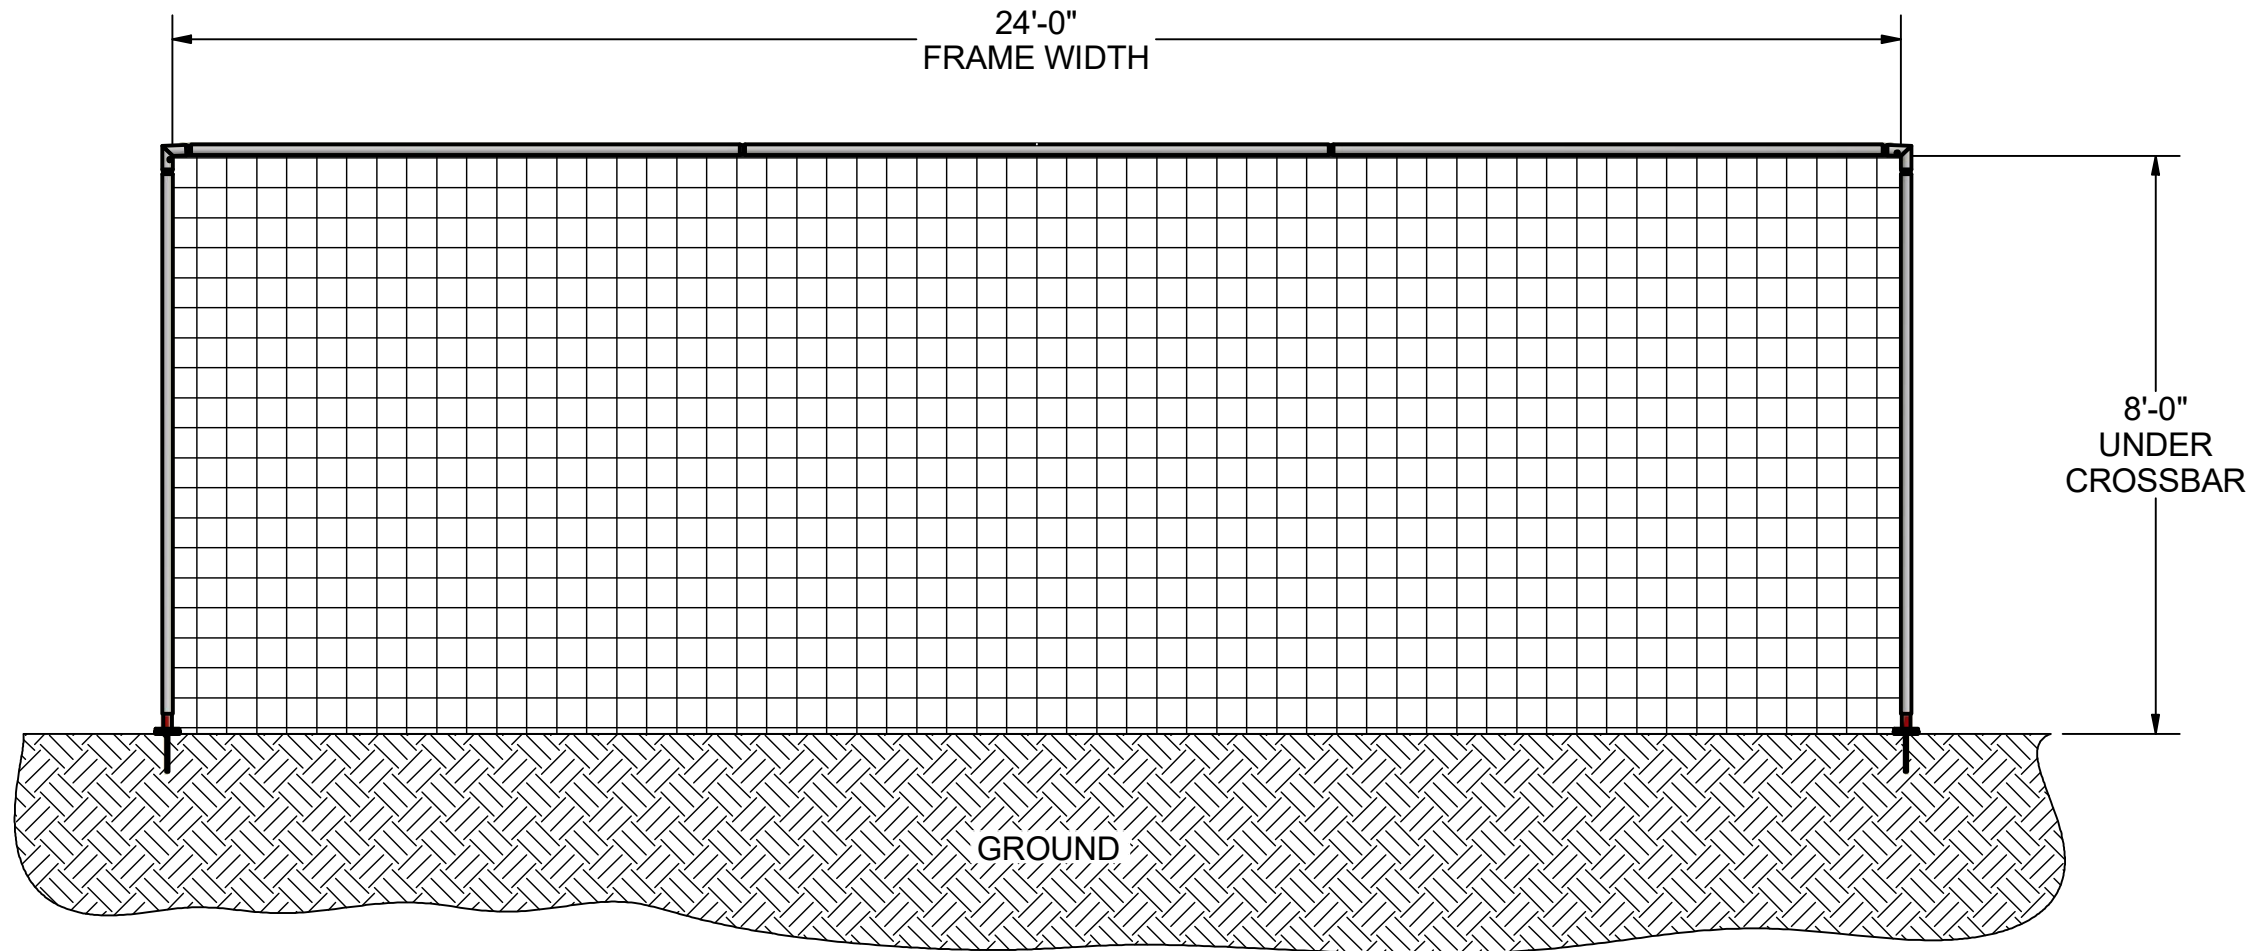 24'-0"
FRAME WIDTH
8'-0"
UNDER
CROSSBAR
GROUND